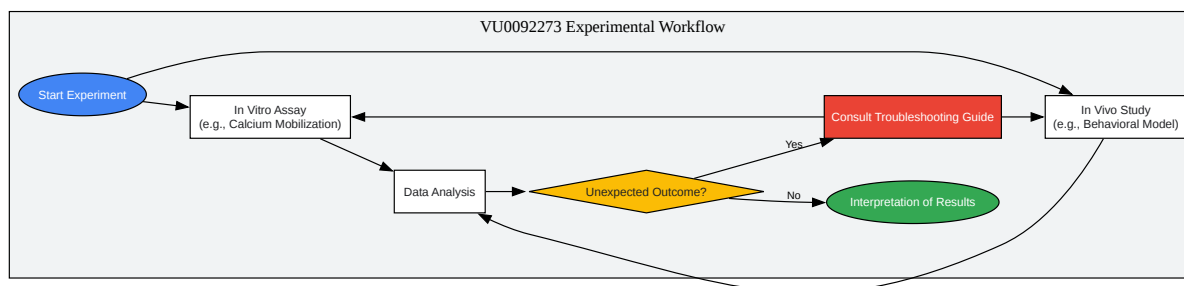 VU0092273 Experimental Workflow
Start Experiment
In Vitro Assay
(e.g., Calcium Mobilization)
Consult Troubleshooting Guide
In Vivo Study
(e.g., Behavioral Model)
Yes
Data Analysis
Unexpected Outcome?
No
Interpretation of Results